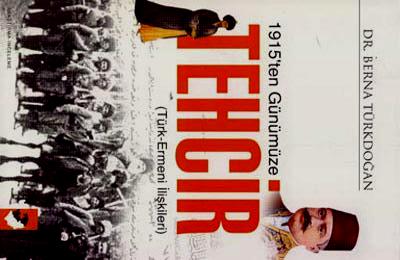 DR. BERNA TÜRKDOĞAN
1915'ten Günümüze
TEHCİR
(Türk-Ermeni İlişkileri)